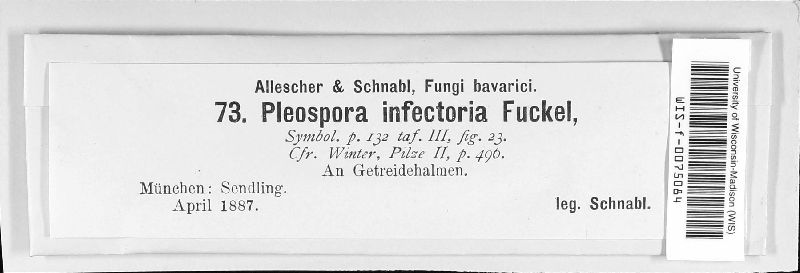 Allescher & Schnabl, Fungi bavarici.
73. Pleospora infectoria Fuckel,
Symbol. p. 132 taf. III, fig. 23.
Cfr. Winter, Pilze II, p. 496.
An Getreidehalmen.
München: Sendling.
April 1887.
leg. Schnabl.
University of Wisconsin-Madison (WIS)
WIS-f-0075084